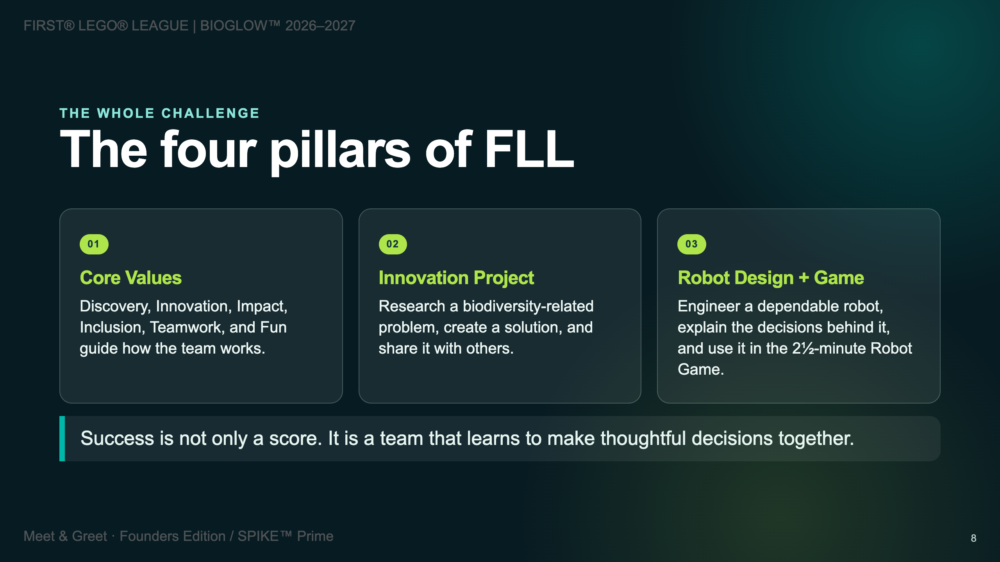 FIRST® LEGO® LEAGUE | BIOGLOW™ 2026–2027
THE WHOLE CHALLENGE
The four pillars of FLL
01
Core Values
Discovery, Innovation, Impact,
Inclusion, Teamwork, and Fun
guide how the team works.
02
Innovation Project
Research a biodiversity-related
problem, create a solution, and
share it with others.
03
Robot Design + Game
Engineer a dependable robot,
explain the decisions behind it,
and use it in the 2½-minute Robot
Game.
Success is not only a score. It is a team that learns to make thoughtful decisions together.
Meet & Greet · Founders Edition / SPIKE™ Prime
8